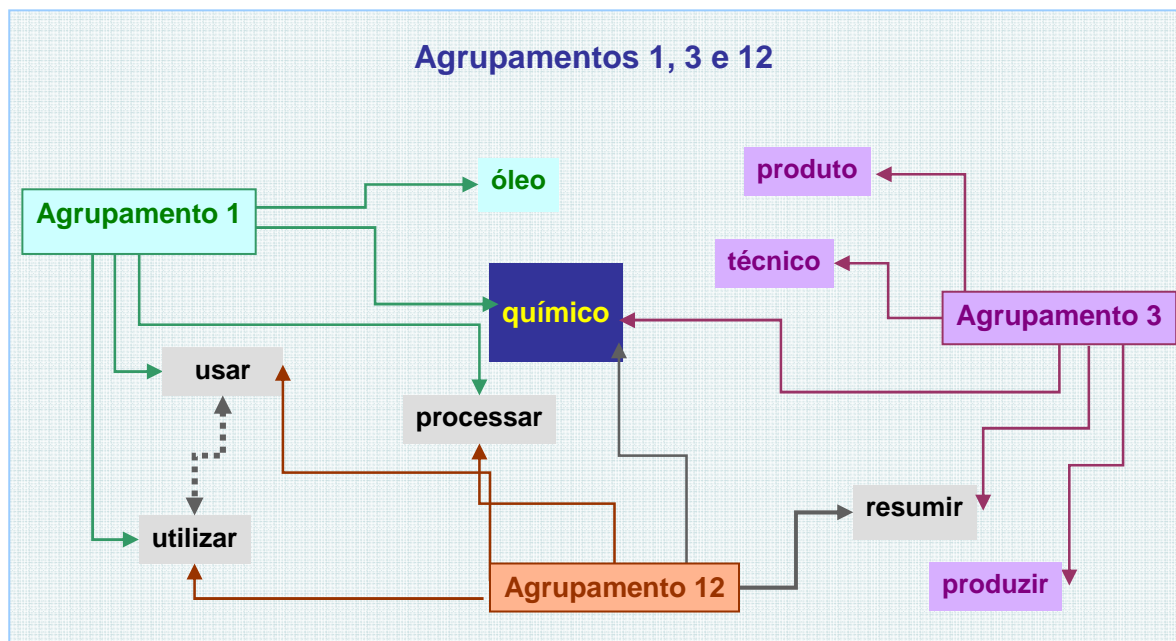 Agrupamentos 1, 3 e 12
óleo
produto
Agrupamento 1
técnico
químico
Agrupamento 3
usar
processar
resumir
utilizar
Agrupamento 12
produzir